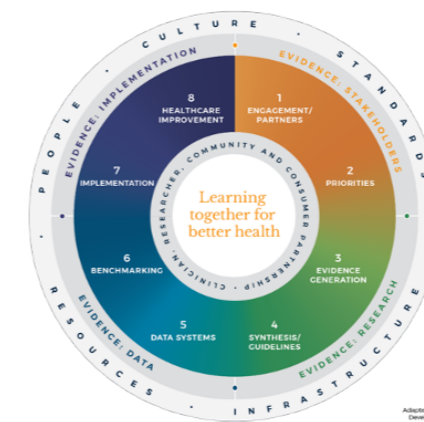 PEOPLE • CULTURE • STANDARDS
INFRASTRUCTURE • RESOURCES •
EVIDENCE: IMPLEMENTATION
EVIDENCE: STAKEHOLDERS
EVIDENCE: RESEARCH
EVIDENCE: DATA
1
ENGAGEMENT/
PARTNERS
2
PRIORITIES
3
EVIDENCE
GENERATION
4
SYNTHESIS/
GUIDELINES
5
DATA SYSTEMS
6
BENCHMARKING
7
IMPLEMENTATION
8
HEALTHCARE
IMPROVEMENT
CLINICIAN, RESEARCHER, COMMUNITY AND CONSUMER PARTNERSHIP •
Learning
together for
better health